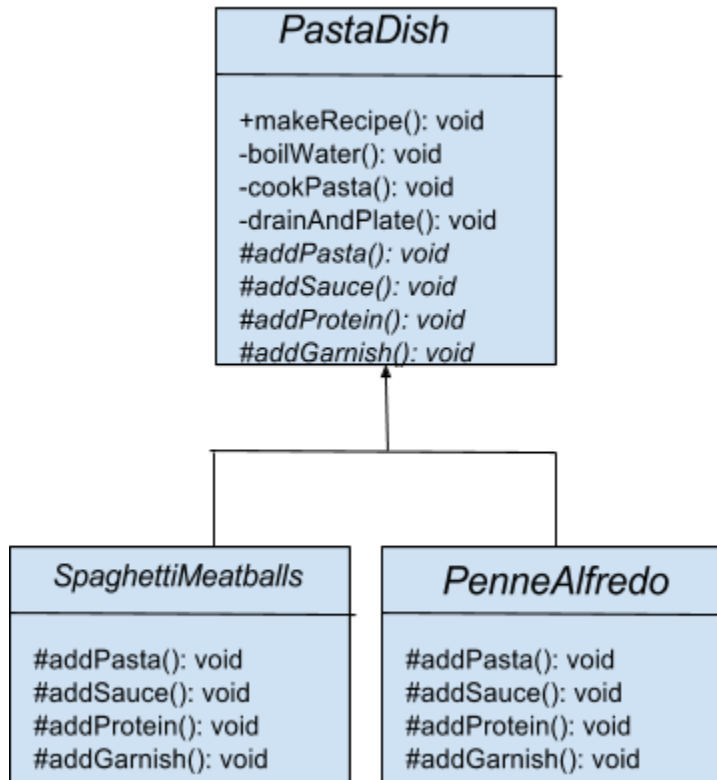 PastaDish
+makeRecipe(): void
-boilWater(): void
-cookPasta(): void
-drainAndPlate(): void
#addPasta(): void
#addSauce(): void
#addProtein(): void
#addGarnish(): void
SpaghettiMeatballs
#addPasta(): void
#addSauce(): void
#addProtein(): void
#addGarnish(): void
PenneAlfredo
#addPasta(): void
#addSauce(): void
#addProtein(): void
#addGarnish(): void